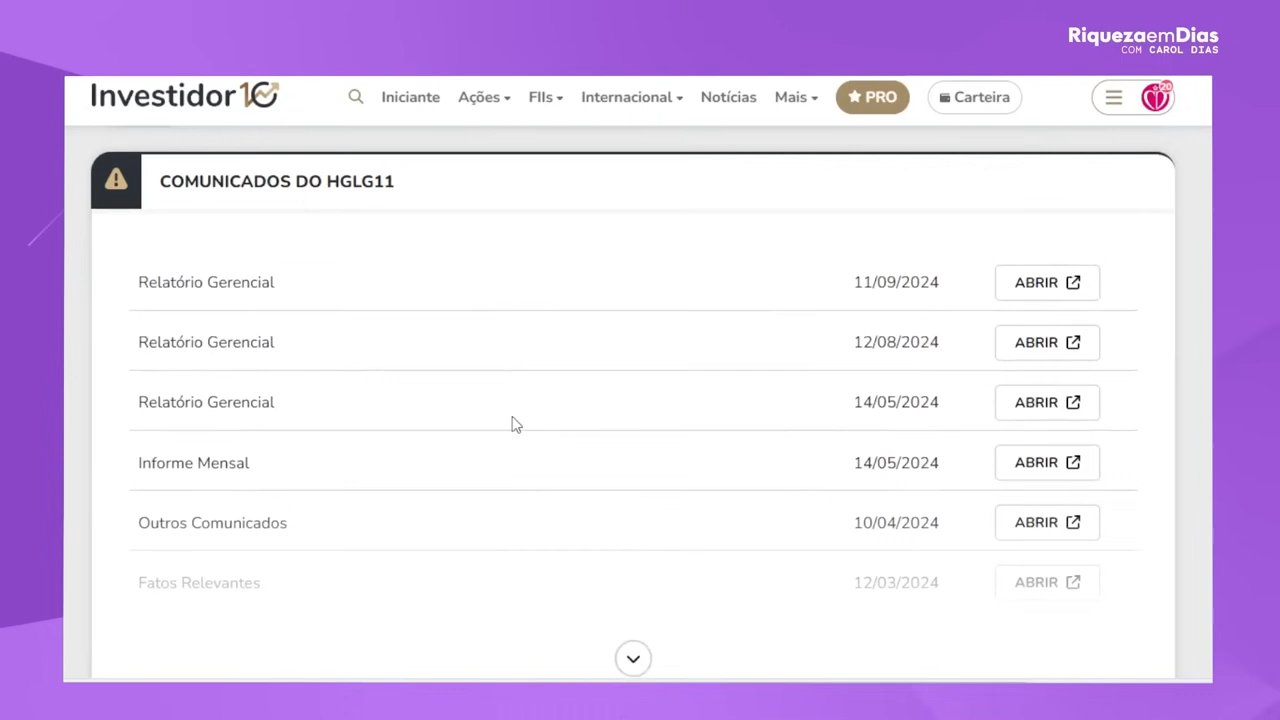 RiquezaemDias
COM CAROL DIAS
Investidor10
Iniciante Ações FIIs Internacional Notícias Mais PRO Carteira
20
COMUNICADOS DO HGLG11
Relatório Gerencial 11/09/2024 ABRIR
Relatório Gerencial 12/08/2024 ABRIR
Relatório Gerencial 14/05/2024 ABRIR
Informe Mensal 14/05/2024 ABRIR
Outros Comunicados 10/04/2024 ABRIR
Fatos Relevantes 12/03/2024 ABRIR